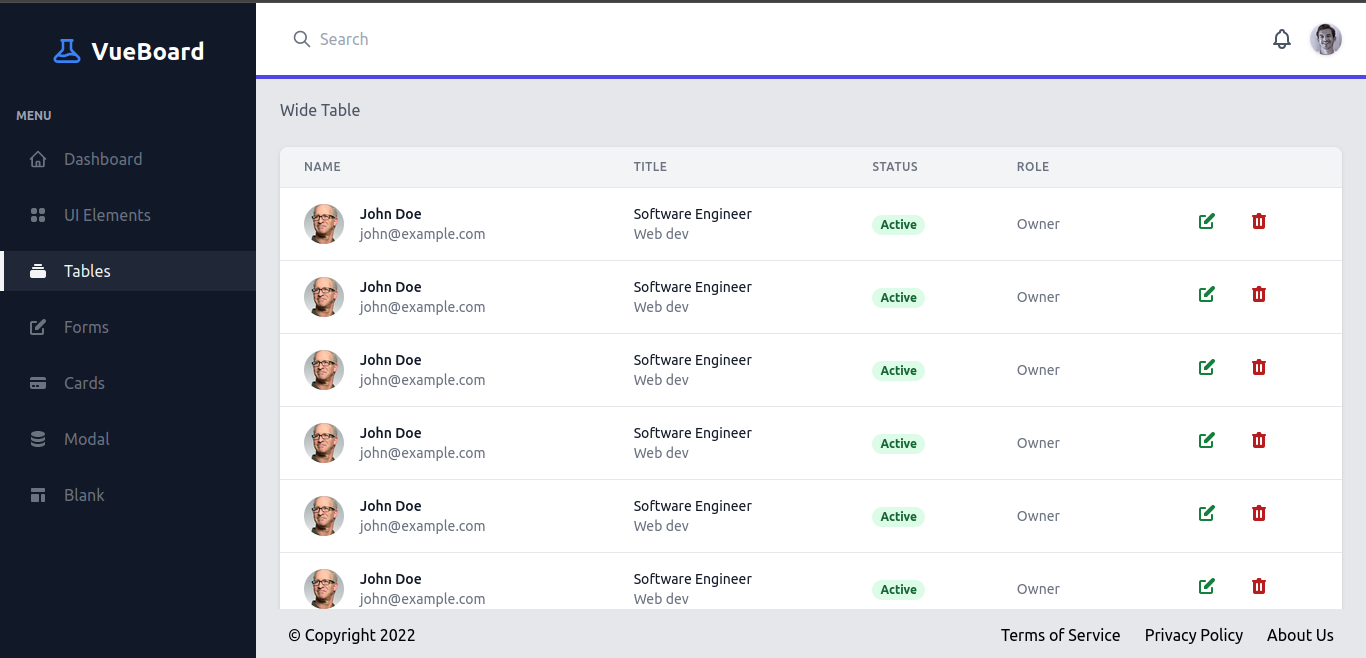 VueBoard
Search
MENU
Dashboard
UI Elements
Tables
Forms
Cards
Modal
Blank
Wide Table
NAME TITLE STATUS ROLE
John Doe Software Engineer
john@example.com Web dev Active Owner
John Doe Software Engineer
john@example.com Web dev Active Owner
John Doe Software Engineer
john@example.com Web dev Active Owner
John Doe Software Engineer
john@example.com Web dev Active Owner
John Doe Software Engineer
john@example.com Web dev Active Owner
John Doe Software Engineer
john@example.com Web dev Active Owner
© Copyright 2022 Terms of Service Privacy Policy About Us